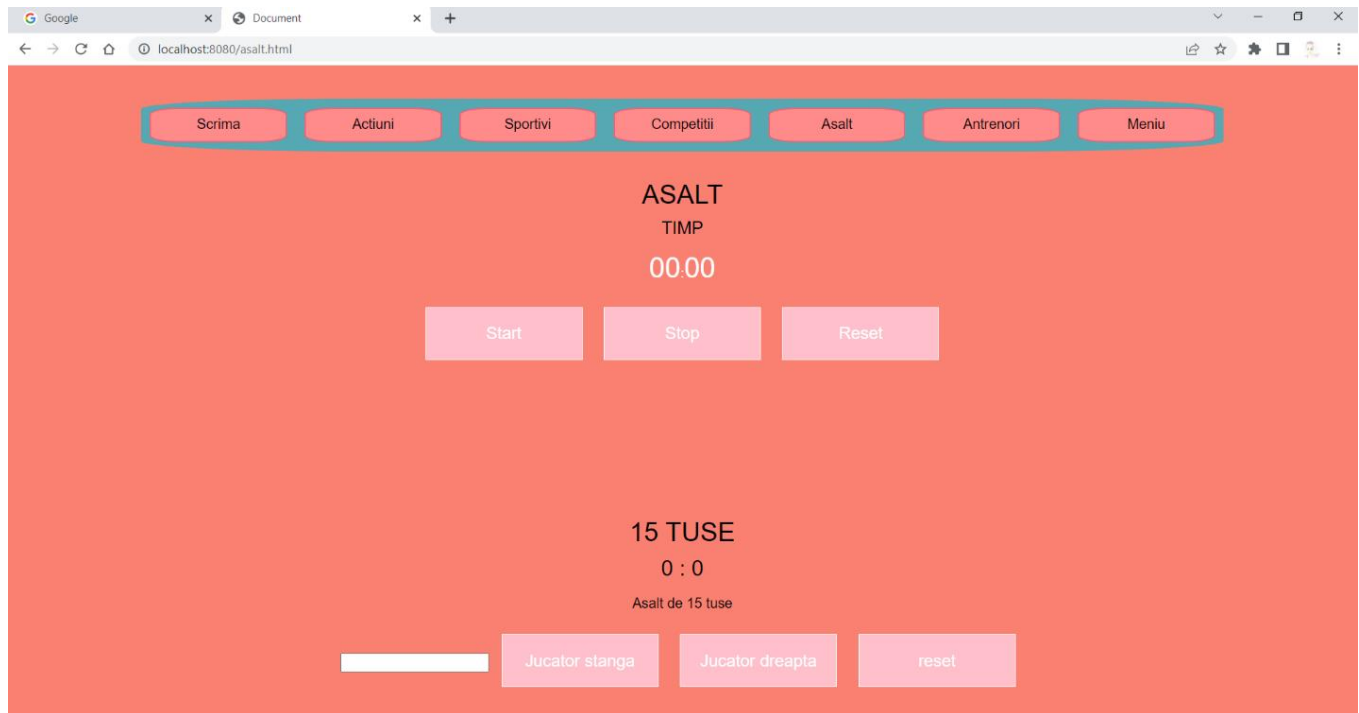 Google Document
localhost:8080/asalt.html
Scrima Actiuni Sportivi Competitii Asalt Antrenori Meniu
ASALT
TIMP
00:00
Start Stop Reset
15 TUSE
0 : 0
Asalt de 15 tuse
Jucator stanga Jucator dreapta reset